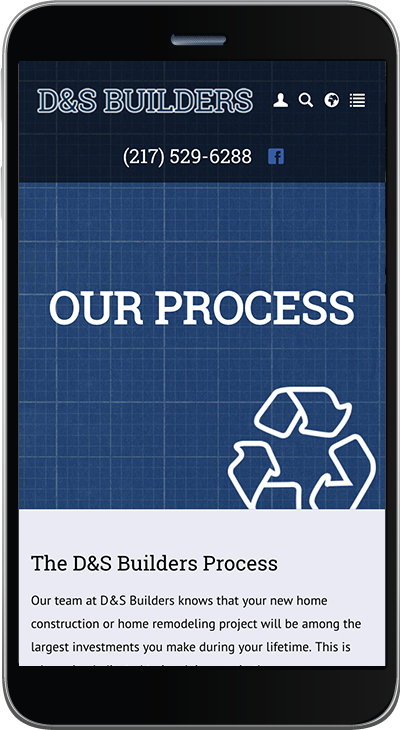 D&S BUILDERS
(217) 529-6288
OUR PROCESS
The D&S Builders Process
Our team at D&S Builders knows that your new home
construction or home remodeling project will be among the
largest investments you make during your lifetime. This is